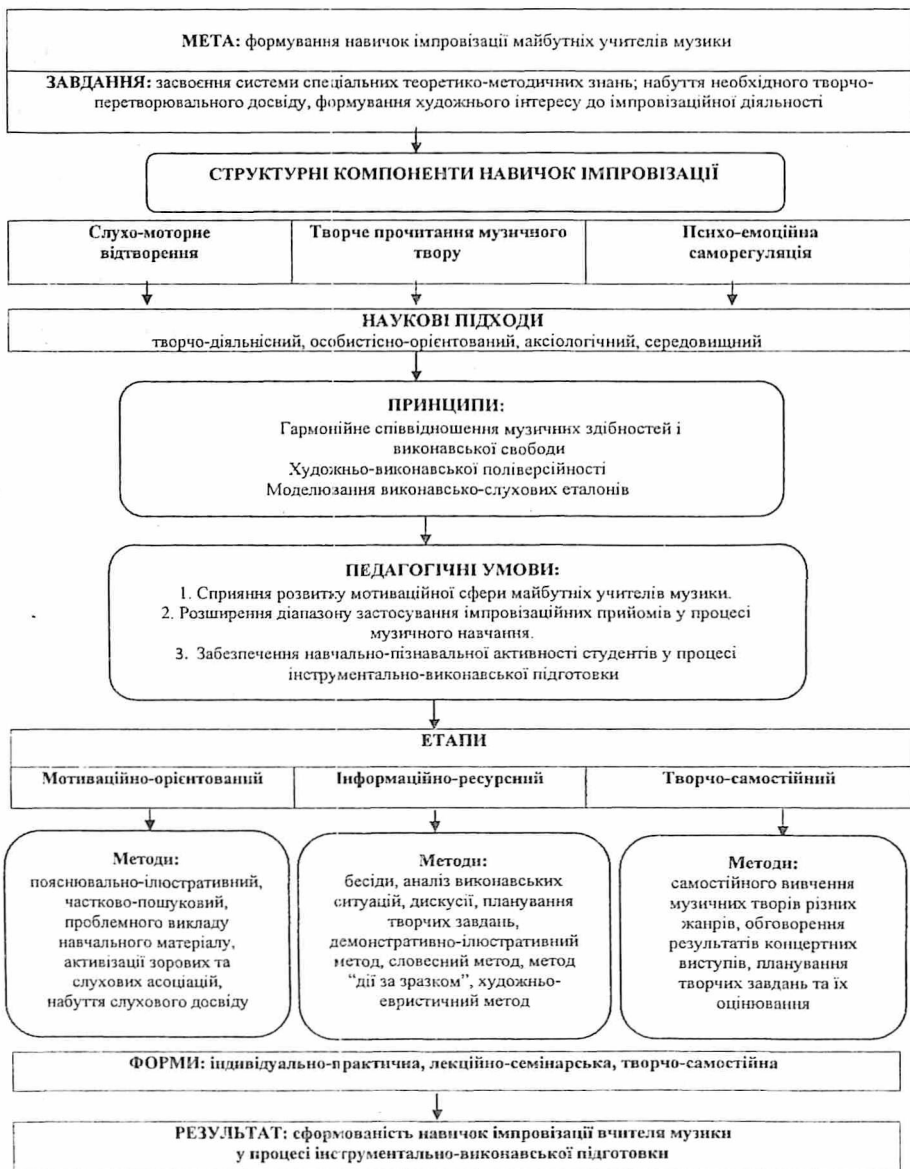 МЕТА: формування навичок імпровізації майбутніх учителів музики
ЗАВДАННЯ: засвоєння системи спеціальних теоретико-методичних знань; набуття необхідного творчо-
перетворювального досвіду, формування художнього інтересу до імпровізаційної діяльності
СТРУКТУРНІ КОМПОНЕНТИ НАВИЧОК ІМПРОВІЗАЦІЇ
Слухо-моторне
відтворення
Творче прочитання музичного
твору
Психо-емоційна
саморегуляція
НАУКОВІ ПІДХОДИ
творчо-діяльнісний, особистісно-орієнтований, аксіологічний, середовищний
ПРИНЦИПИ:
Гармонійне співвідношення музичних здібностей і
виконавської свободи
Художньо-виконавської поліверсійності
Моделюзання виконавсько-слухових еталонів
ПЕДАГОГІЧНІ УМОВИ:
1. Сприяння розвитку мотиваційної сфери майбутніх учителів музики.
2. Розширення діапазону застосування імпровізаційних прийомів у процесі
музичного навчання.
3. Забезпечення навчально-пізнавальної активності студентів у процесі
інструментально-виконавської підготовки
ЕТАПИ
Мотиваційно-орієнтований
Інформаційно-ресурсний
Творчо-самостійний
Методи:
пояснювально-ілюстративний,
частково-пошуковий,
проблемного викладу
навчального матеріалу,
активізації зорових та
слухових асоціацій,
набуття слухового досвіду
Методи:
бесіди, аналіз виконавських
ситуацій, дискусії, планування
творчих завдань,
демонстративно-ілюстративний
метод, словесний метод, метод
“дії за зразком”, художньо-
евристичний метод
Методи:
самостійного вивчення
музичних творів різних
жанрів, обговорення
результатів концертних
виступів, планування
творчих завдань та їх
оцінювання
ФОРМИ: індивідуально-практична, лекційно-семінарська, творчо-самостійна
РЕЗУЛЬТАТ: сформованість навичок імпровізації вчителя музики
у процесі інструментально-виконавської підготовки